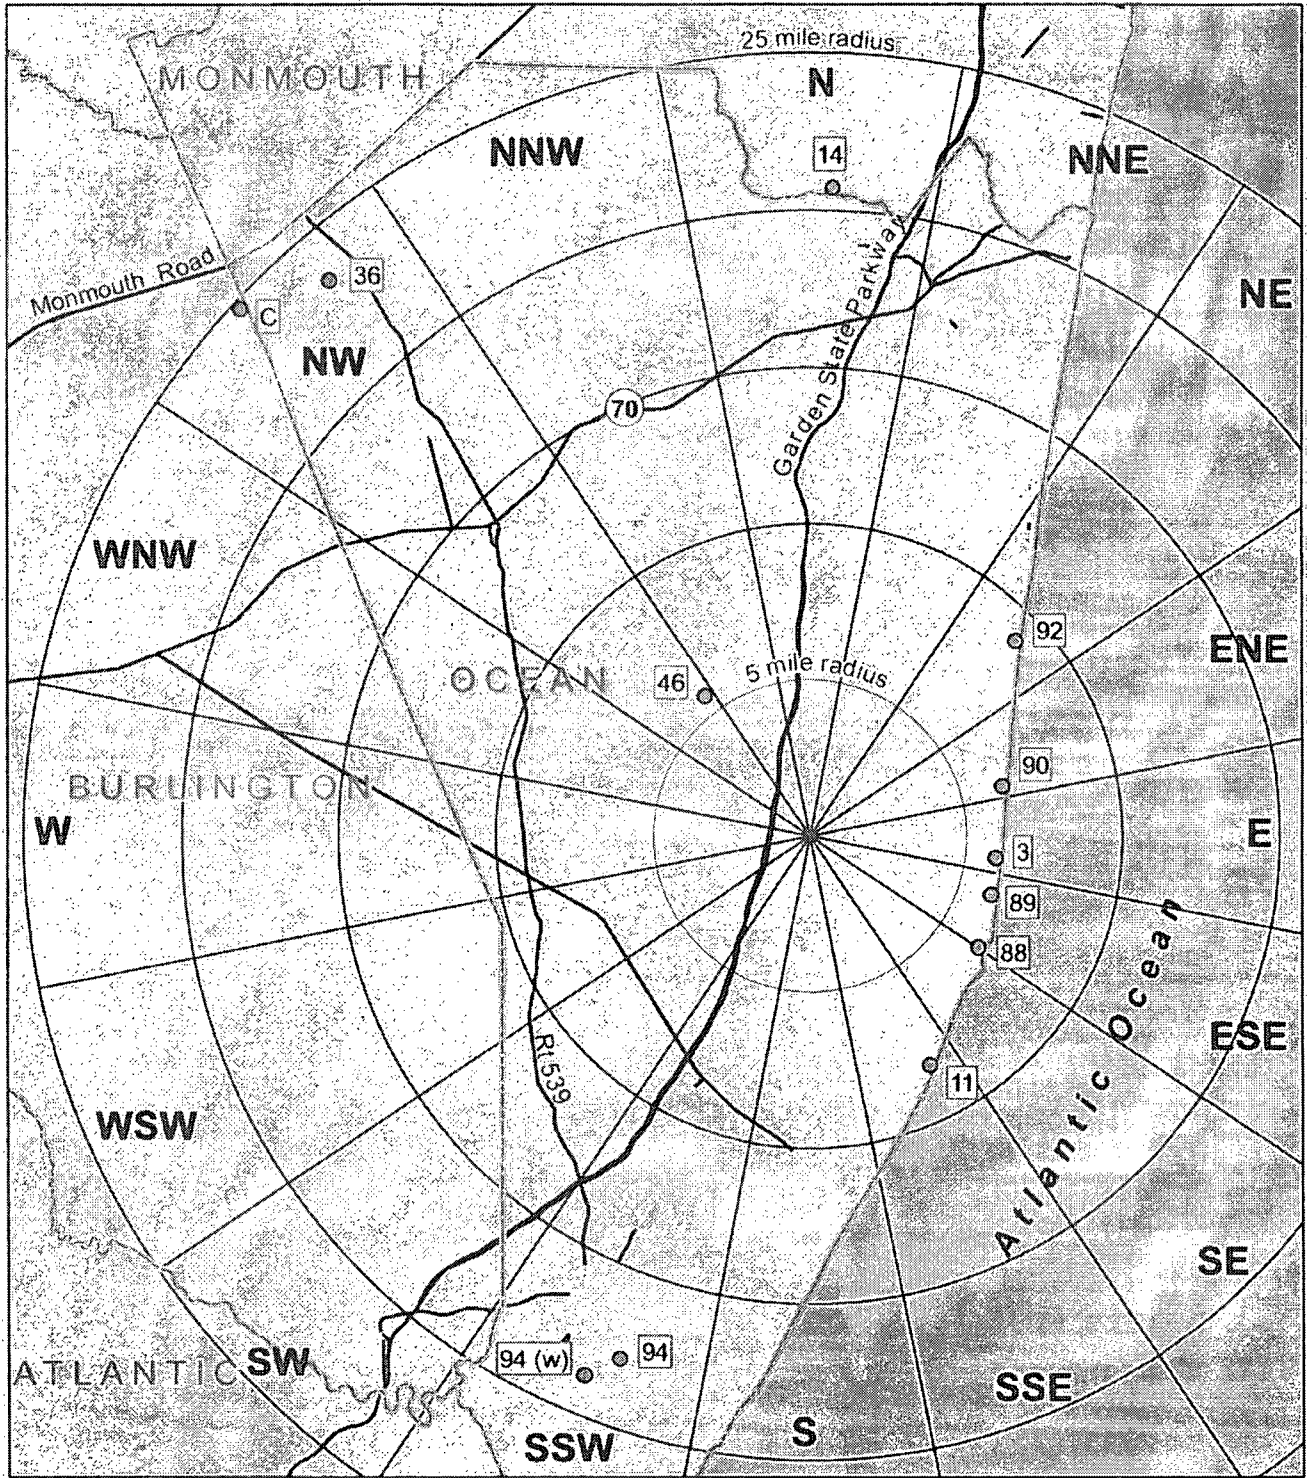 25 mile radius
MONMOUTH
N
NNW
14
NNE
Monmouth Road
36
C
NE
NW
Garden State Parkway
70
WNW
92
ENE
5 mile radius
OCEAN
46
90
BURLINGTON
W
E
3
89
88
Atlantic Ocean
ESE
Rt.539
11
WSW
SE
94 (w)
94
ATLANTIC
SW
SSE
S
SSW